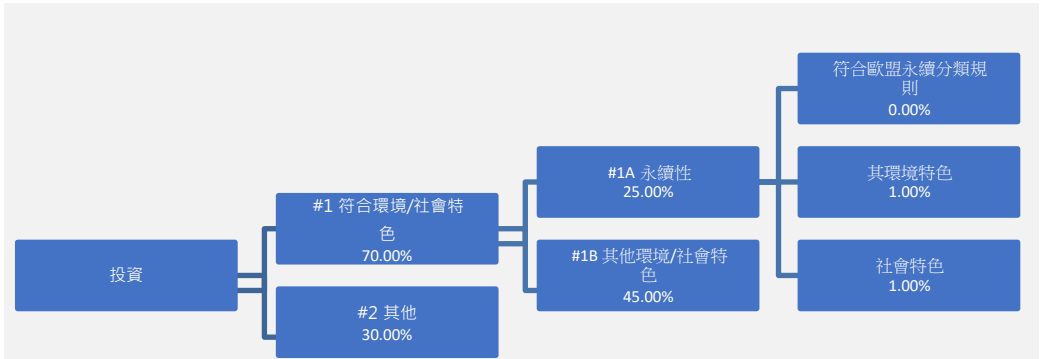 投資
#1 符合環境/社會特
色
70.00%
#2 其他
30.00%
#1A 永續性
25.00%
#1B 其他環境/社會特
色
45.00%
符合歐盟永續分類規
則
0.00%
其環境特色
1.00%
社會特色
1.00%